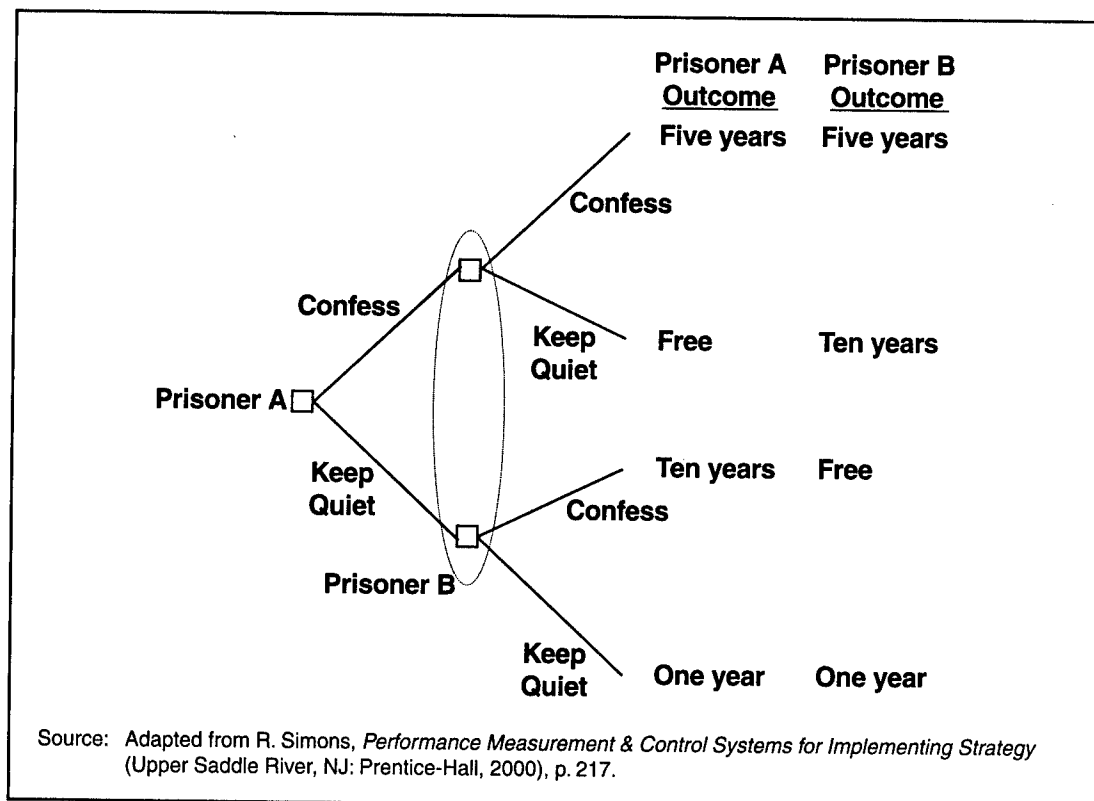 Prisoner A Prisoner B
Outcome Outcome
Five years Five years
Confess
Confess
Keep
Quiet
Free Ten years
Prisoner A
Keep
Quiet
Ten years Free
Confess
Prisoner B
Keep
Quiet
One year One year
Source: Adapted from R. Simons, Performance Measurement & Control Systems for Implementing Strategy
(Upper Saddle River, NJ: Prentice-Hall, 2000), p. 217.